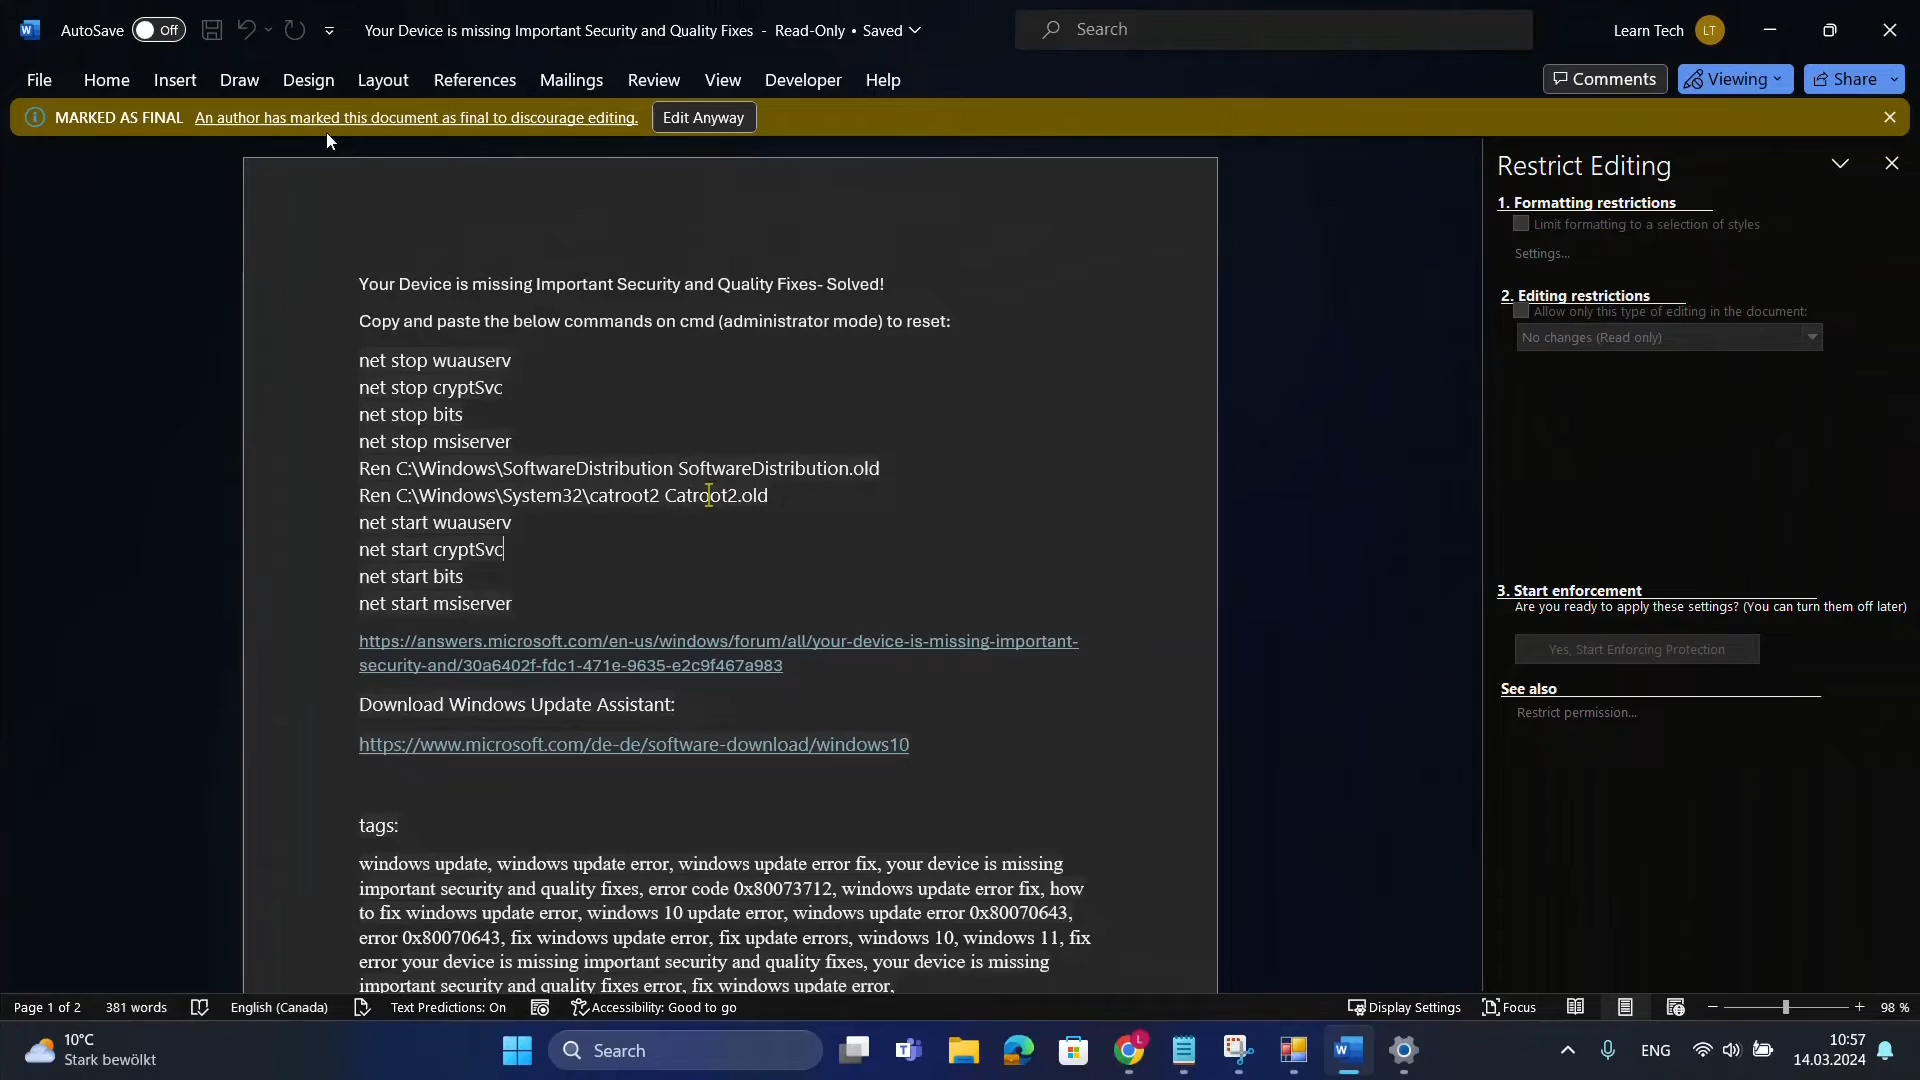 AutoSave Off Your Device is missing Important Security and Quality Fixes - Read-Only • Saved Search Learn Tech LT
File Home Insert Draw Design Layout References Mailings Review View Developer Help Comments Viewing Share
MARKED AS FINAL An author has marked this document as final to discourage editing. Edit Anyway
Your Device is missing Important Security and Quality Fixes- Solved!
Copy and paste the below commands on cmd (administrator mode) to reset:
net stop wuauserv
net stop cryptSvc
net stop bits
net stop msiserver
Ren C:\Windows\SoftwareDistribution SoftwareDistribution.old
Ren C:\Windows\System32\catroot2 Catroot2.old
net start wuauserv
net start cryptSvc
net start bits
net start msiserver
https://answers.microsoft.com/en-us/windows/forum/all/your-device-is-missing-important-
security-and/30a6402f-fdc1-471e-9635-e2c9f467a983
Download Windows Update Assistant:
https://www.microsoft.com/de-de/software-download/windows10
tags:
windows update, windows update error, windows update error fix, your device is missing
important security and quality fixes, error code 0x80073712, windows update error fix, how
to fix windows update error, windows 10 update error, windows update error 0x80070643,
error 0x80070643, fix windows update error, fix update errors, windows 10, windows 11, fix
error your device is missing important security and quality fixes, your device is missing
important security and quality fixes error, fix windows update error,
Restrict Editing
1. Formatting restrictions
Limit formatting to a selection of styles
Settings...
2. Editing restrictions
Allow only this type of editing in the document:
No changes (Read only)
3. Start enforcement
Are you ready to apply these settings? (You can turn them off later)
Yes, Start Enforcing Protection
See also
Restrict permission...
Page 1 of 2 381 words English (Canada) Text Predictions: On Accessibility: Good to go Display Settings Focus 98 %
10°C
Stark bewölkt
Search
ENG
10:57
14.03.2024